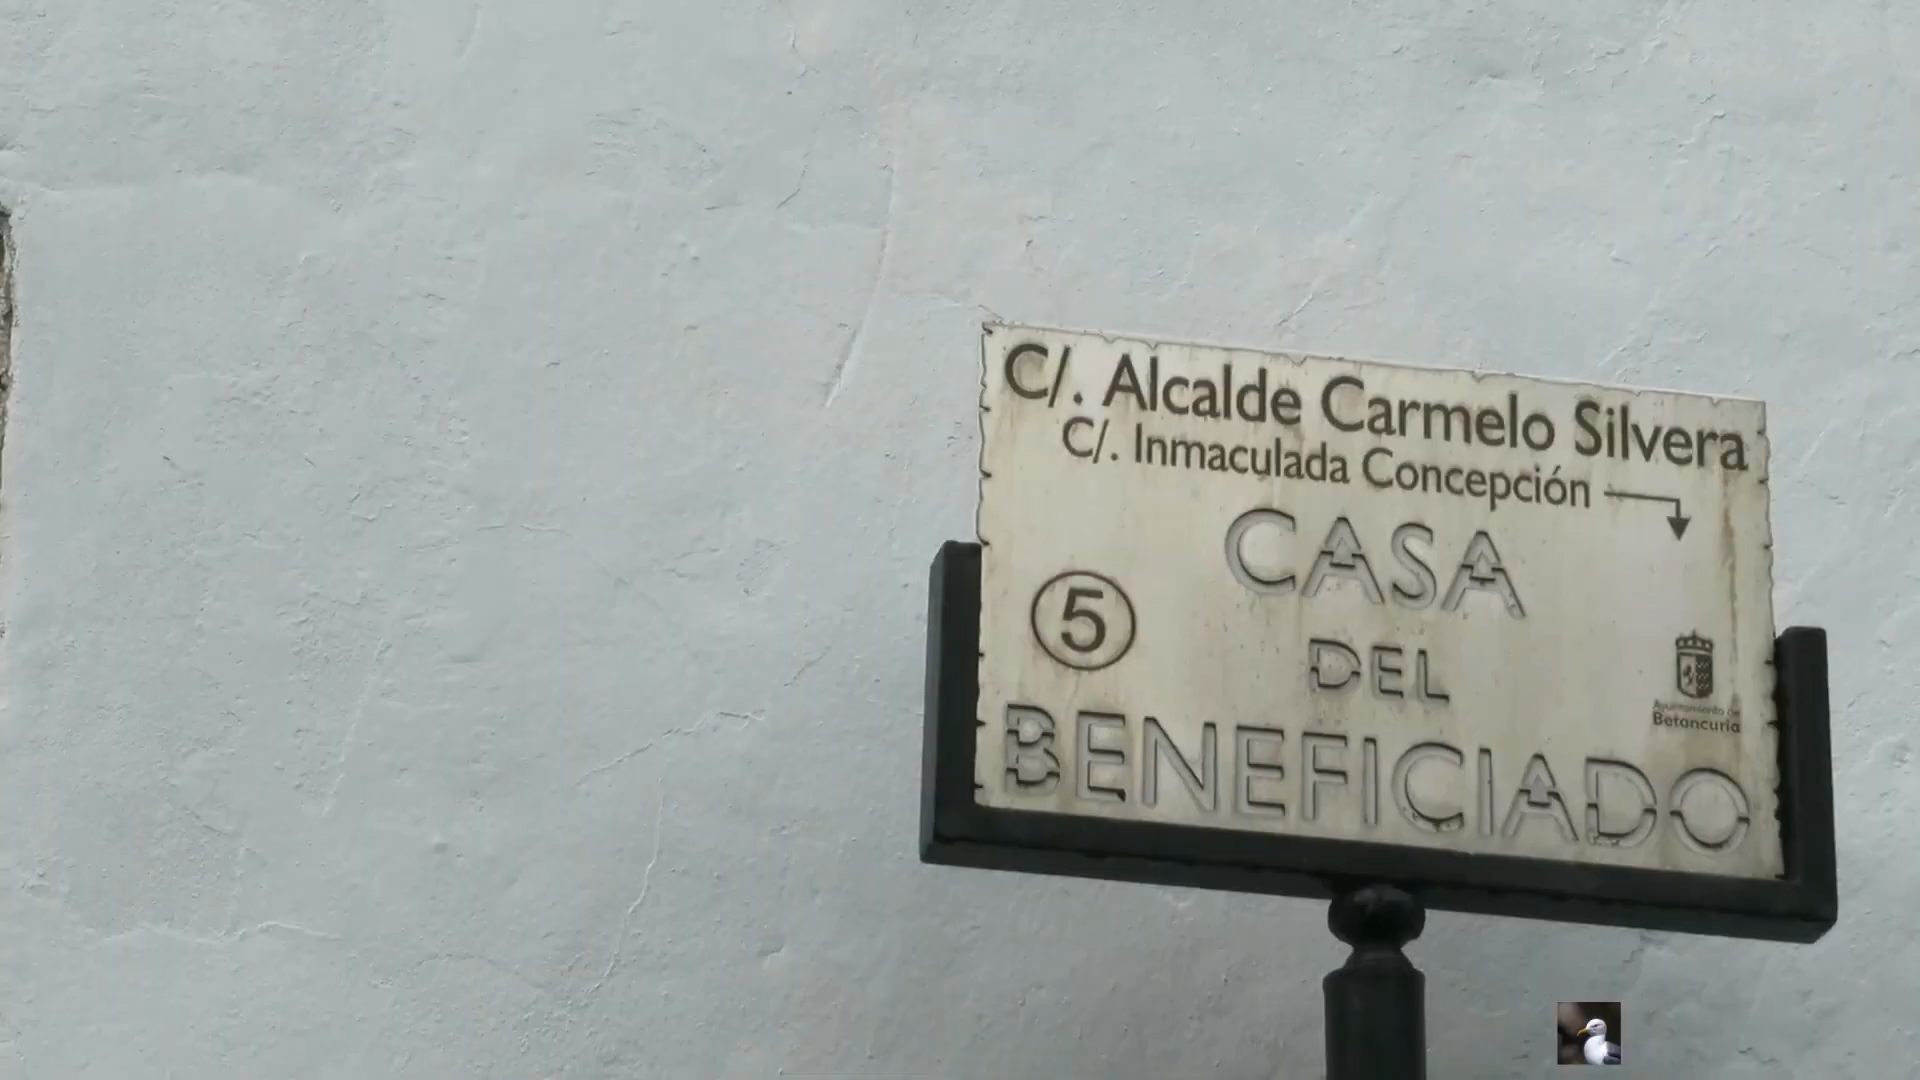 C/. Alcalde Carmelo Silvera
C/. Inmaculada Concepción
CASA
5
DEL
Ayuntamiento de
Betancuria
BENEFICIADO